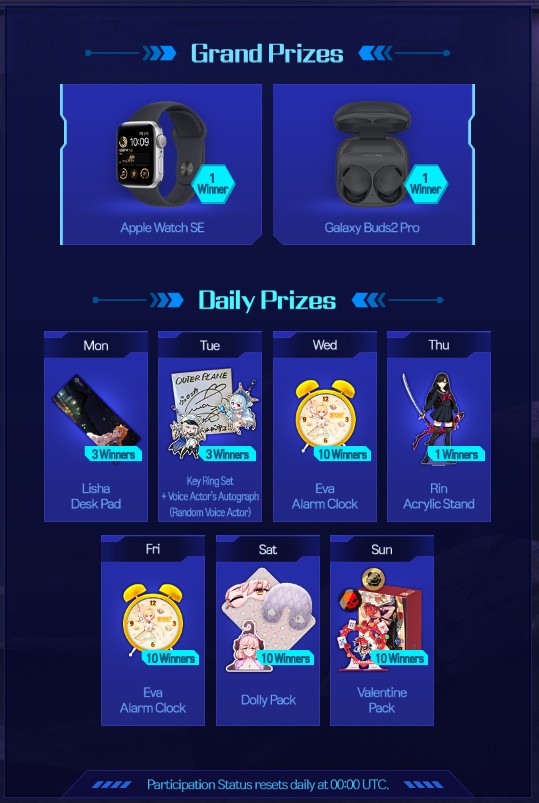 Grand Prizes
1
Winner
1
Winner
Apple Watch SE
Galaxy Buds2 Pro
Daily Prizes
Mon
Tue
Wed
Thu
OUTER PLANE
3 Winners
3 Winners
10 Winners
1 Winners
Lisha
Desk Pad
Key Ring Set
+ Voice Actor's Autograph
(Random Voice Actor)
Eva
Alarm Clock
Rin
Acrylic Stand
Fri
Sat
Sun
10 Winners
10 Winners
10 Winners
Eva
Alarm Clock
Dolly Pack
Valentine
Pack
Participation Status resets daily at 00:00 UTC.